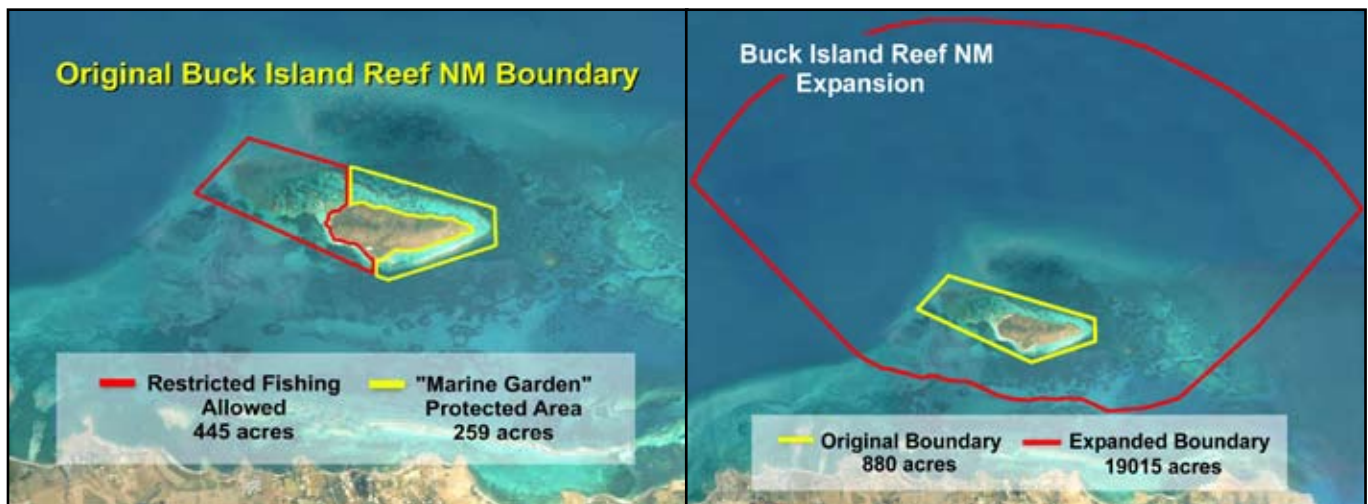 Original Buck Island Reef NM Boundary
Restricted Fishing
Allowed
445 acres
"Marine Garden"
Protected Area
259 acres
Buck Island Reef NM
Expansion
Original Boundary
880 acres
Expanded Boundary
19015 acres